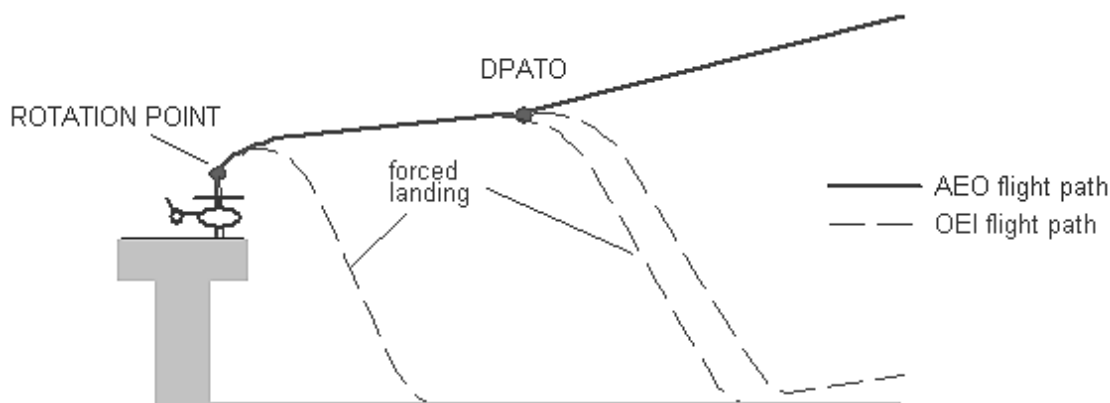 DPATO
ROTATION POINT
forced
landing
AEO flight path
OEI flight path